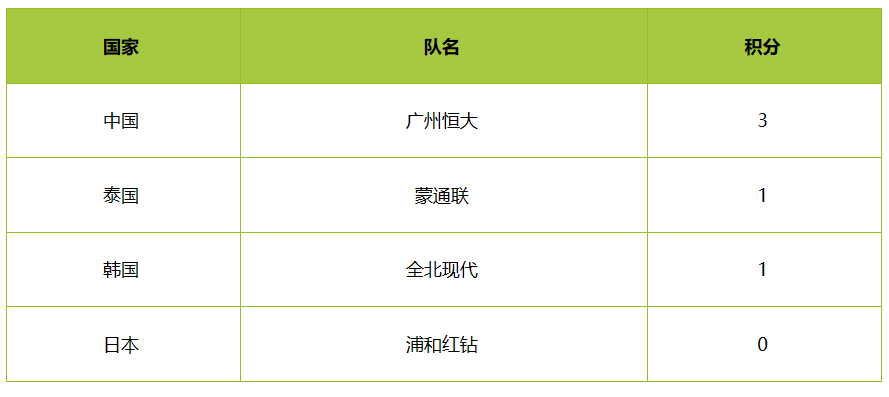 国家 队名 积分
中国 广州恒大 3
泰国 蒙通联 1
韩国 全北现代 1
日本 浦和红钻 0